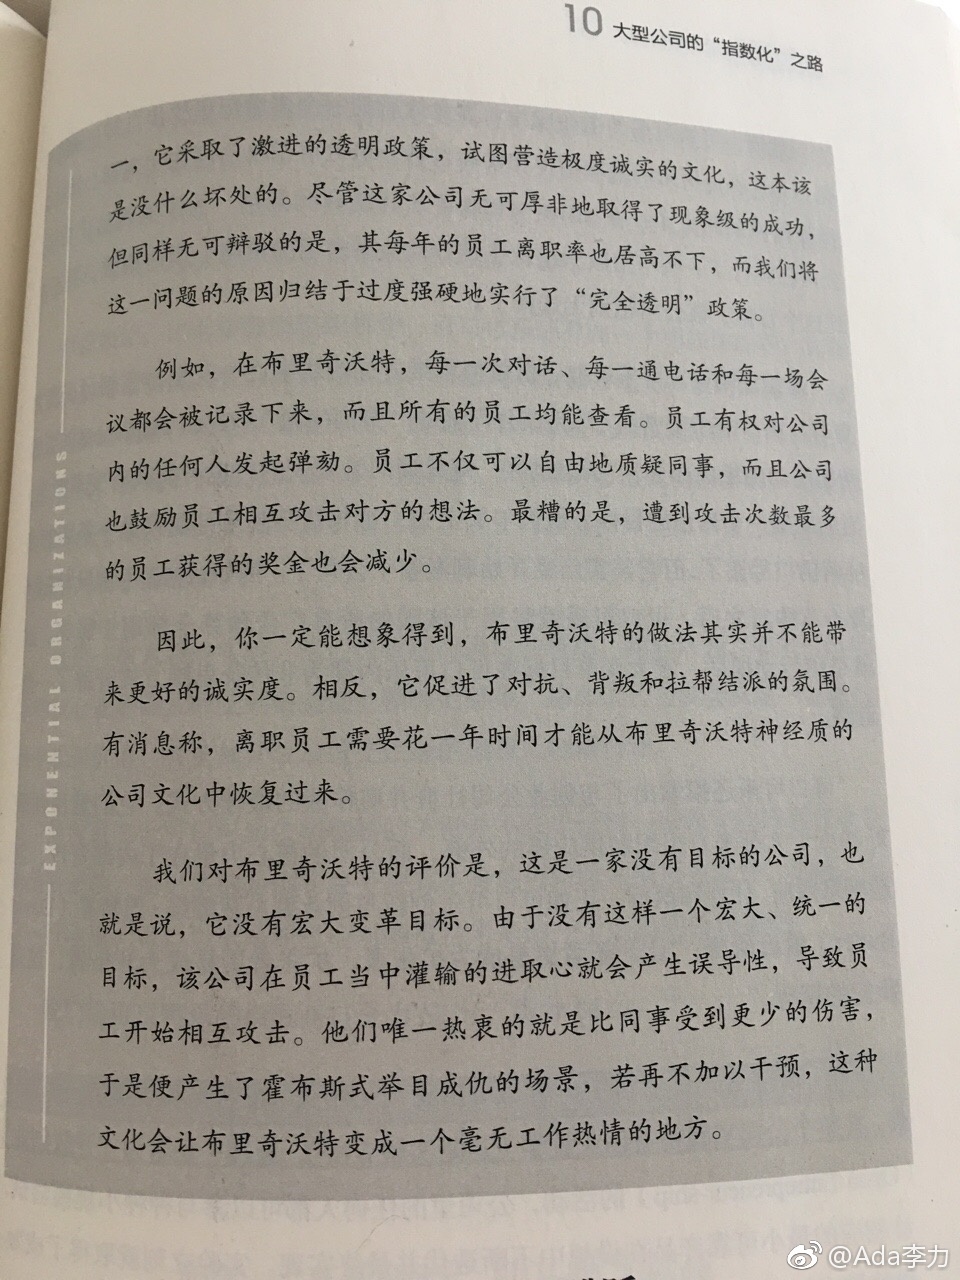 10 大型公司的“指数化”之路
一，它采取了激进的透明政策，试图营造极度诚实的文化，这本该
是没什么坏处的。尽管这家公司无可厚非地取得了现象级的成功，
但同样无可辩驳的是，其每年的员工离职率也居高不下，而我们将
这一问题的原因归结于过度强硬地实行了“完全透明”政策。
例如，在布里奇沃特，每一次对话、每一通电话和每一场会
议都会被记录下来，而且所有的员工均能查看。员工有权对公司
内的任何人发起弹劾。员工不仅可以自由地质疑同事，而且公司
也鼓励员工相互攻击对方的想法。最糟的是，遭到攻击次数最多
的员工获得的奖金也会减少。
因此，你一定能想象得到，布里奇沃特的做法其实并不能带
来更好的诚实度。相反，它促进了对抗、背叛和拉帮结派的氛围。
有消息称，离职员工需要花一年时间才能从布里奇沃特神经质的
公司文化中恢复过来。
我们对布里奇沃特的评价是，这是一家没有目标的公司，也
就是说，它没有宏大变革目标。由于没有这样一个宏大、统一的
目标，该公司在员工当中灌输的进取心就会产生误导性，导致员
工开始相互攻击。他们唯一热衷的就是比同事受到更少的伤害，
于是便产生了霍布斯式举目成仇的场景，若再不加以干预，这种
文化会让布里奇沃特变成一个毫无工作热情的地方。
EXPONENTIAL ORGANIZATIONS
@Ada李力